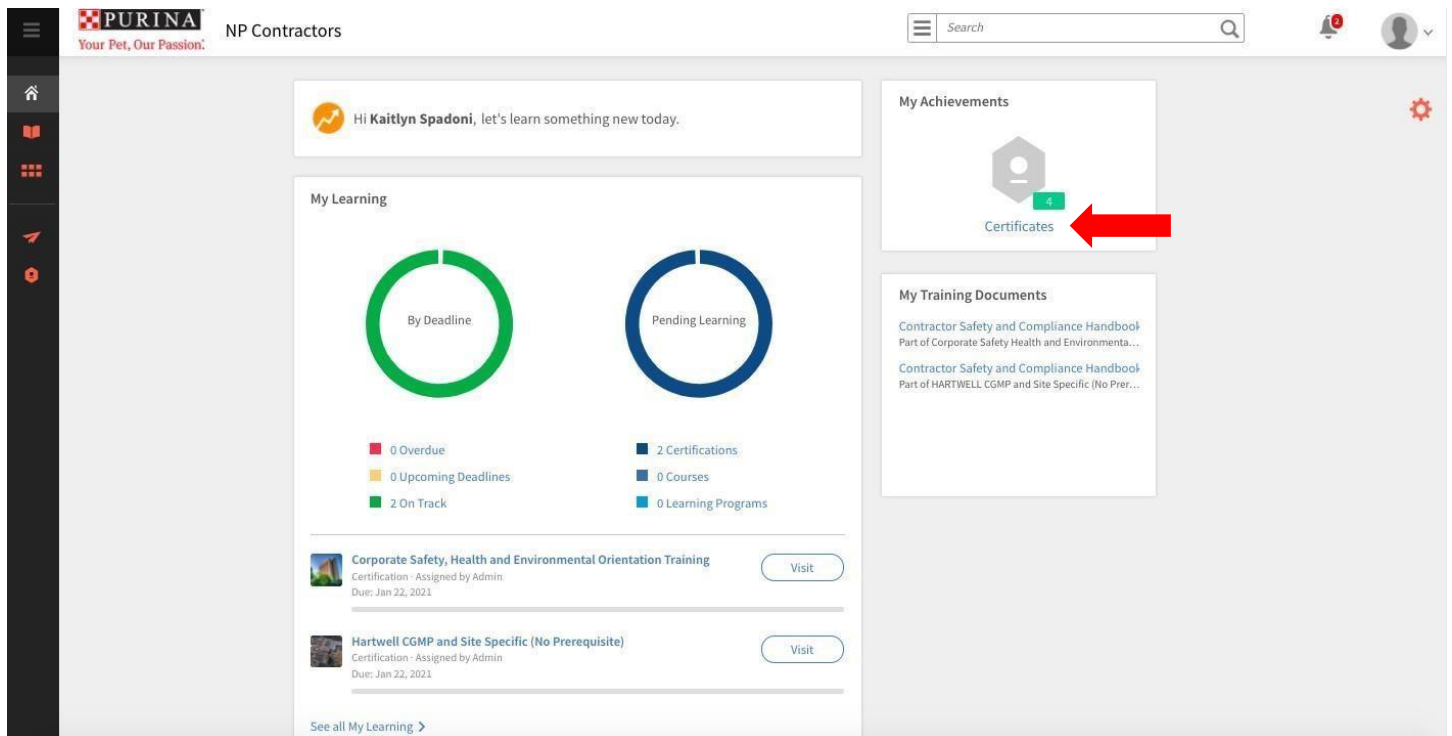 PURINA
Your Pet, Our Passion.
NP Contractors
Search
2
Hi Kaitlyn Spadoni, let's learn something new today.
My Learning
By Deadline
Pending Learning
0 Overdue
0 Upcoming Deadlines
2 On Track
2 Certifications
0 Courses
0 Learning Programs
Corporate Safety, Health and Environmental Orientation Training
Certification · Assigned by Admin
Due: Jan 22, 2021
Visit
Hartwell CGMP and Site Specific (No Prerequisite)
Certification · Assigned by Admin
Due: Jan 22, 2021
Visit
See all My Learning
My Achievements
4
Certificates
My Training Documents
Contractor Safety and Compliance Handbook
Part of Corporate Safety Health and Environmenta...
Contractor Safety and Compliance Handbook
Part of HARTWELL CGMP and Site Specific (No Prer...